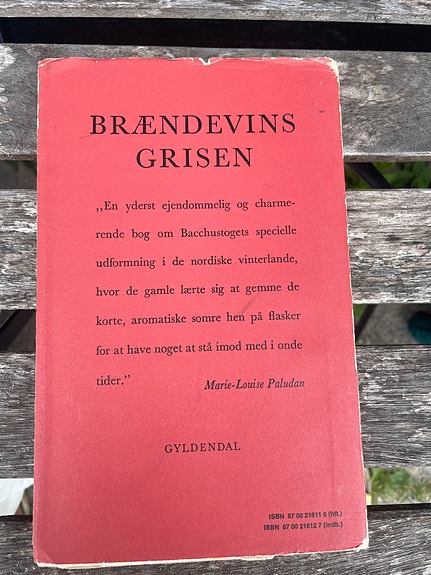 BRÆNDEVINS
GRISEN
,,En yderst ejendommelig og charme-
rende bog om Bacchustogets specielle
udformning i de nordiske vinterlande,
hvor de gamle lærte sig at gemme de
korte, aromatiske somre hen på flasker
for at have noget at stå imod med i onde
tider.”
Marie-Louise Paludan
GYLDENDAL
ISBN 87 00 21611 9 (hft.)
ISBN 87 00 21612 7 (indb.)